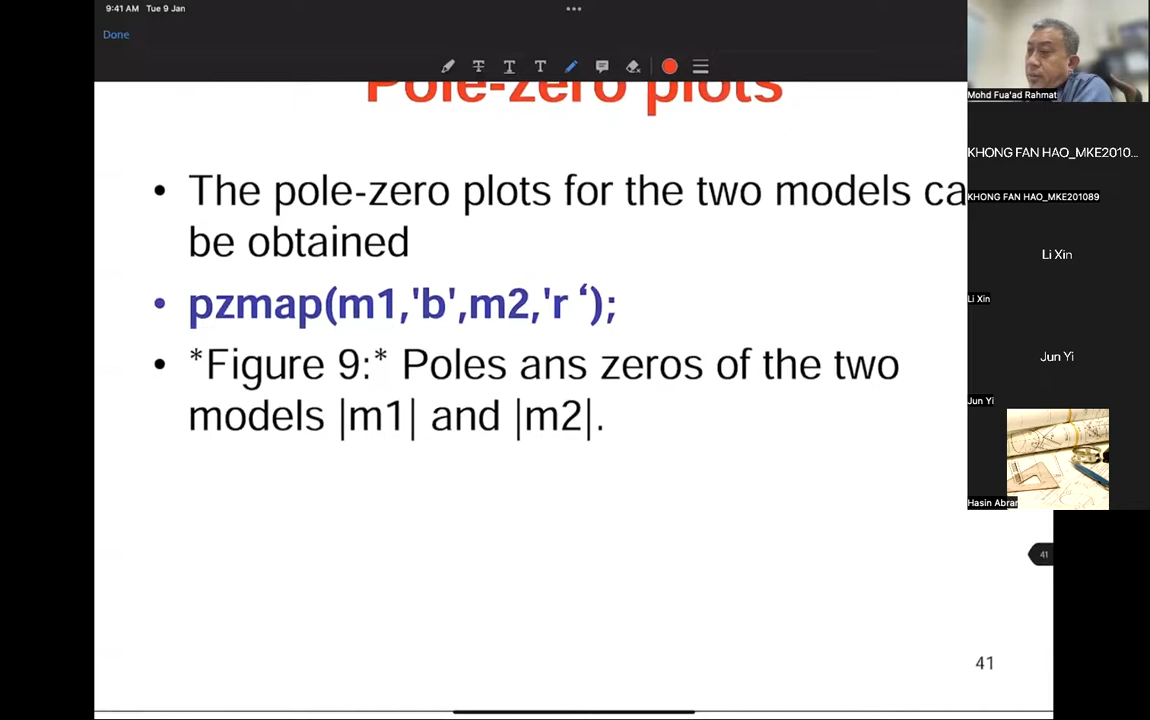 9:41 AM Tue 9 Jan
Done
Pole-zero plots
• The pole-zero plots for the two models ca
be obtained
• pzmap(m1,'b',m2,'r ‘);
• *Figure 9:* Poles ans zeros of the two
models |m1| and |m2|.
41
41
Mohd Fua'ad Rahmat
KHONG FAN HAO_MKE2010...
KHONG FAN HAO_MKE201089
Li Xin
Li Xin
Jun Yi
Jun Yi
Hasin Abrar